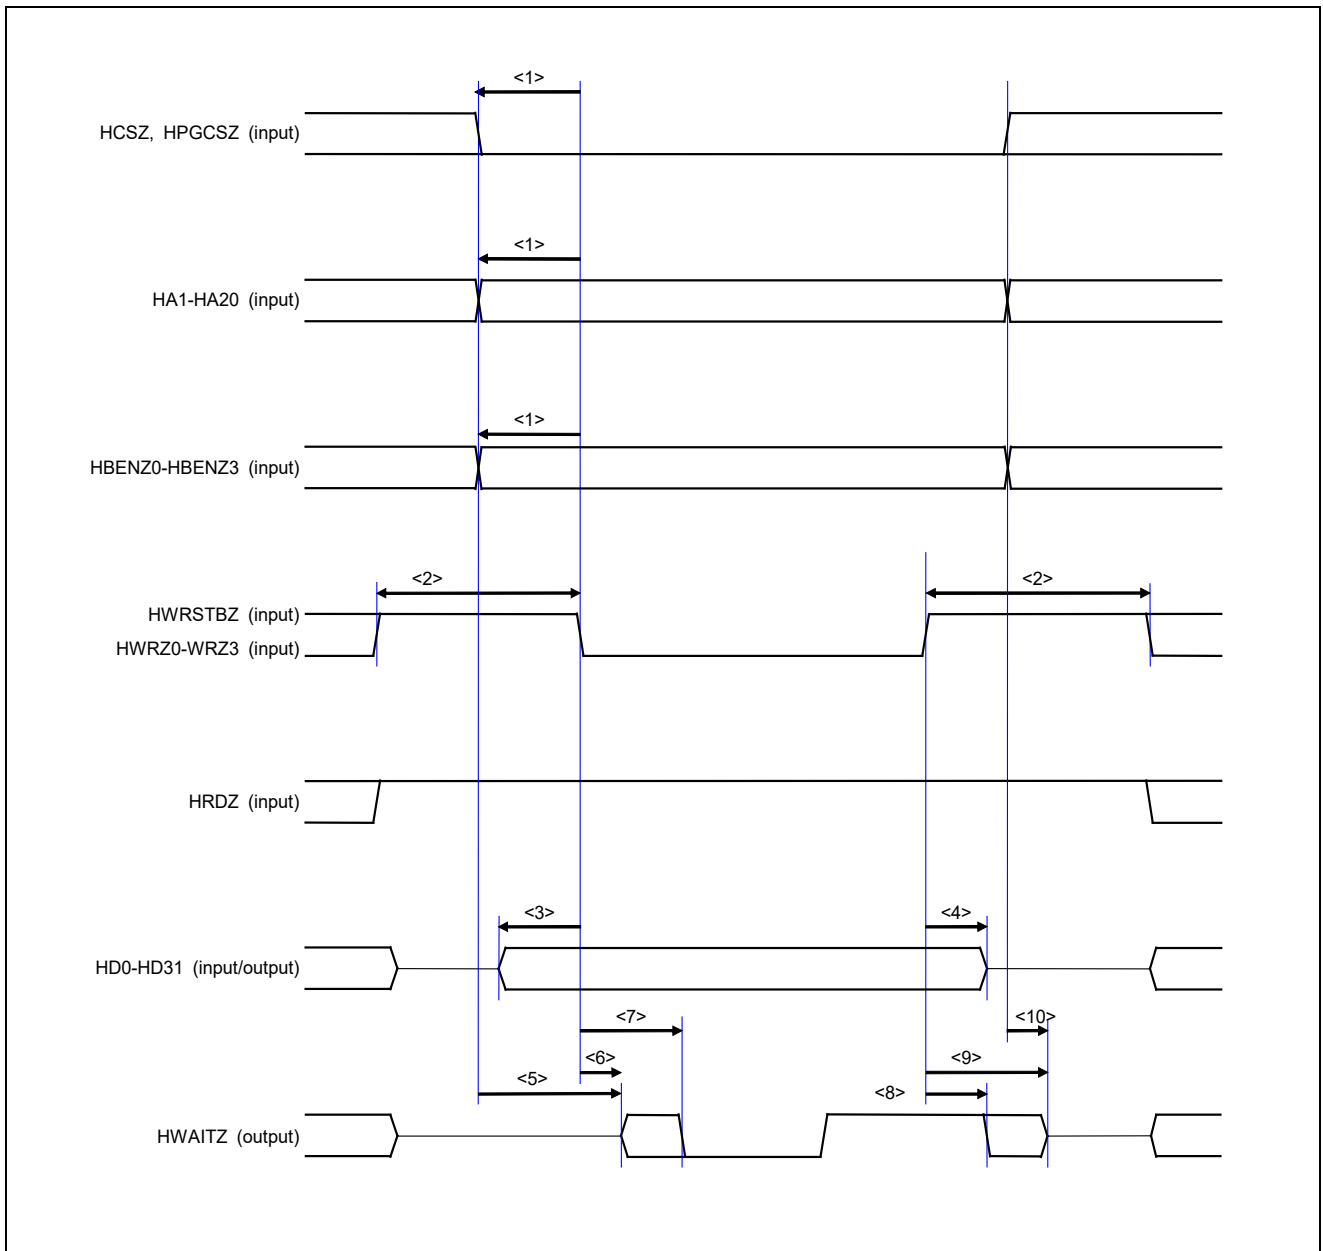 <1>
HCSZ, HPGCSZ (input)
<1>
HA1-HA20 (input)
<1>
HBENZ0-HBENZ3 (input)
<2>
<2>
HWRSTBZ (input)
HWRZ0-WRZ3 (input)
HRDZ (input)
<3>
<4>
HD0-HD31 (input/output)
<7>
<10>
<6>
<9>
<5>
<8>
HWAITZ (output)